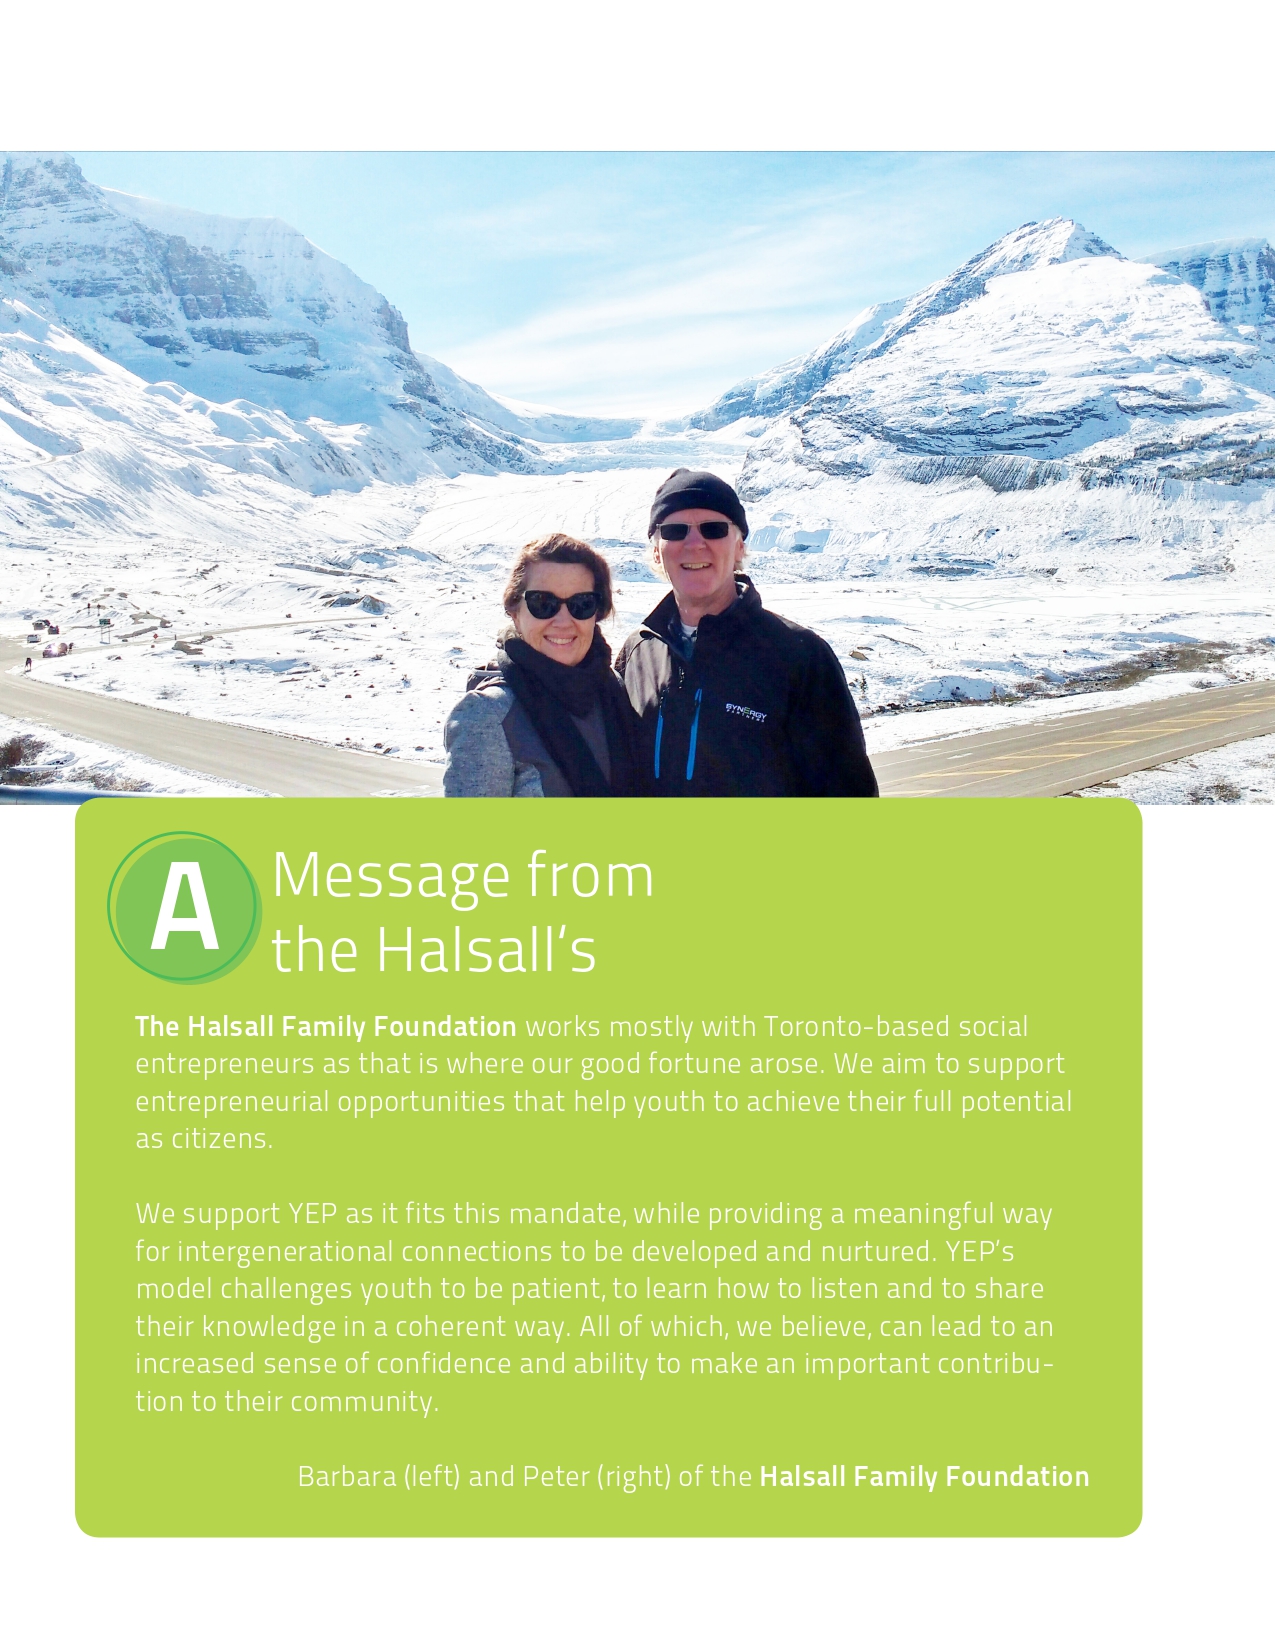 SYNERGY
PARTNERS
A Message from
the Halsall’s
The Halsall Family Foundation works mostly with Toronto-based social
entrepreneurs as that is where our good fortune arose. We aim to support
entrepreneurial opportunities that help youth to achieve their full potential
as citizens.
We support YEP as it fits this mandate, while providing a meaningful way
for intergenerational connections to be developed and nurtured. YEP’s
model challenges youth to be patient, to learn how to listen and to share
their knowledge in a coherent way. All of which, we believe, can lead to an
increased sense of confidence and ability to make an important contribu-
tion to their community.
Barbara (left) and Peter (right) of the Halsall Family Foundation